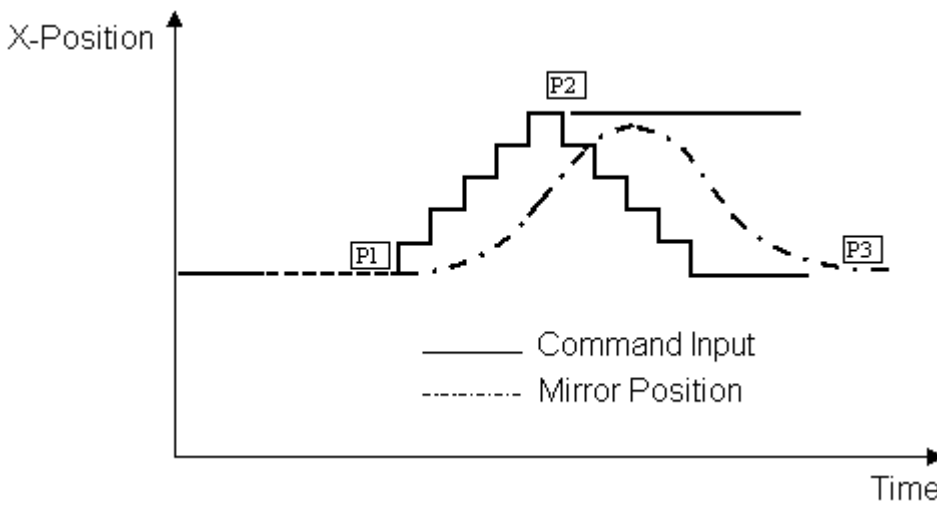 X-Position
P2
P1
P3
Command Input
Mirror Position
Time